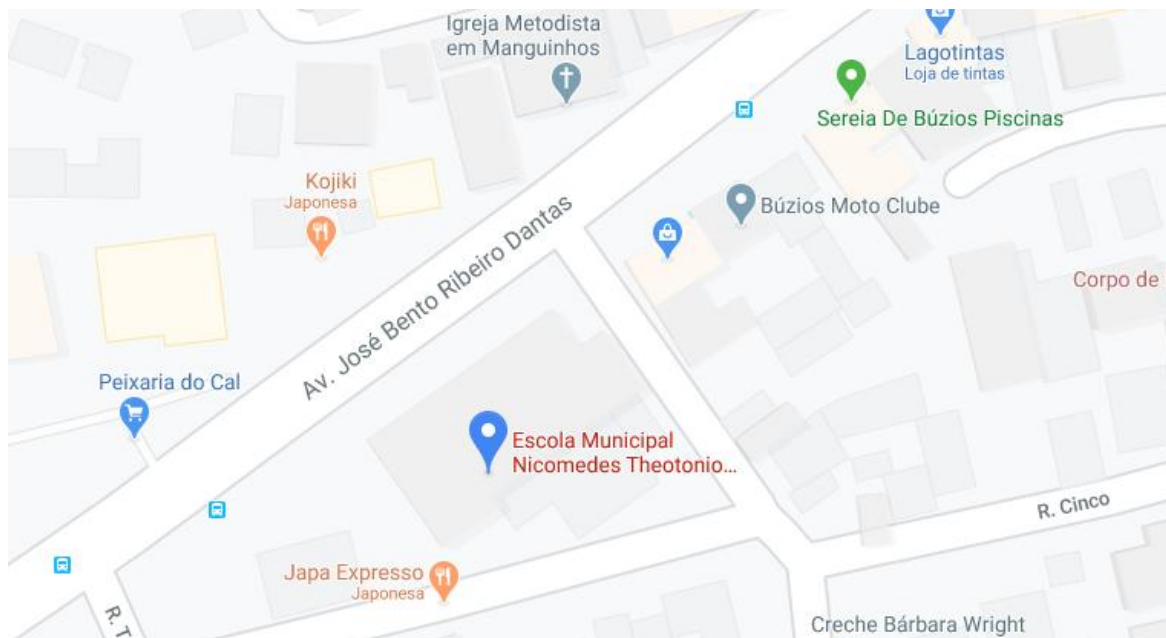 Igreja Metodista
em Manguinhos
Lagotintas
Loja de tintas
Sereia De Búzios Piscinas
Kojiki
Japonesa
Búzios Moto Clube
Av. José Bento Ribeiro Dantas
Corpo de
Peixaria do Cal
Escola Municipal
Nicomedes Theotonio...
R. Cinco
Japa Expresso
Japonesa
R. T
Creche Bárbara Wright